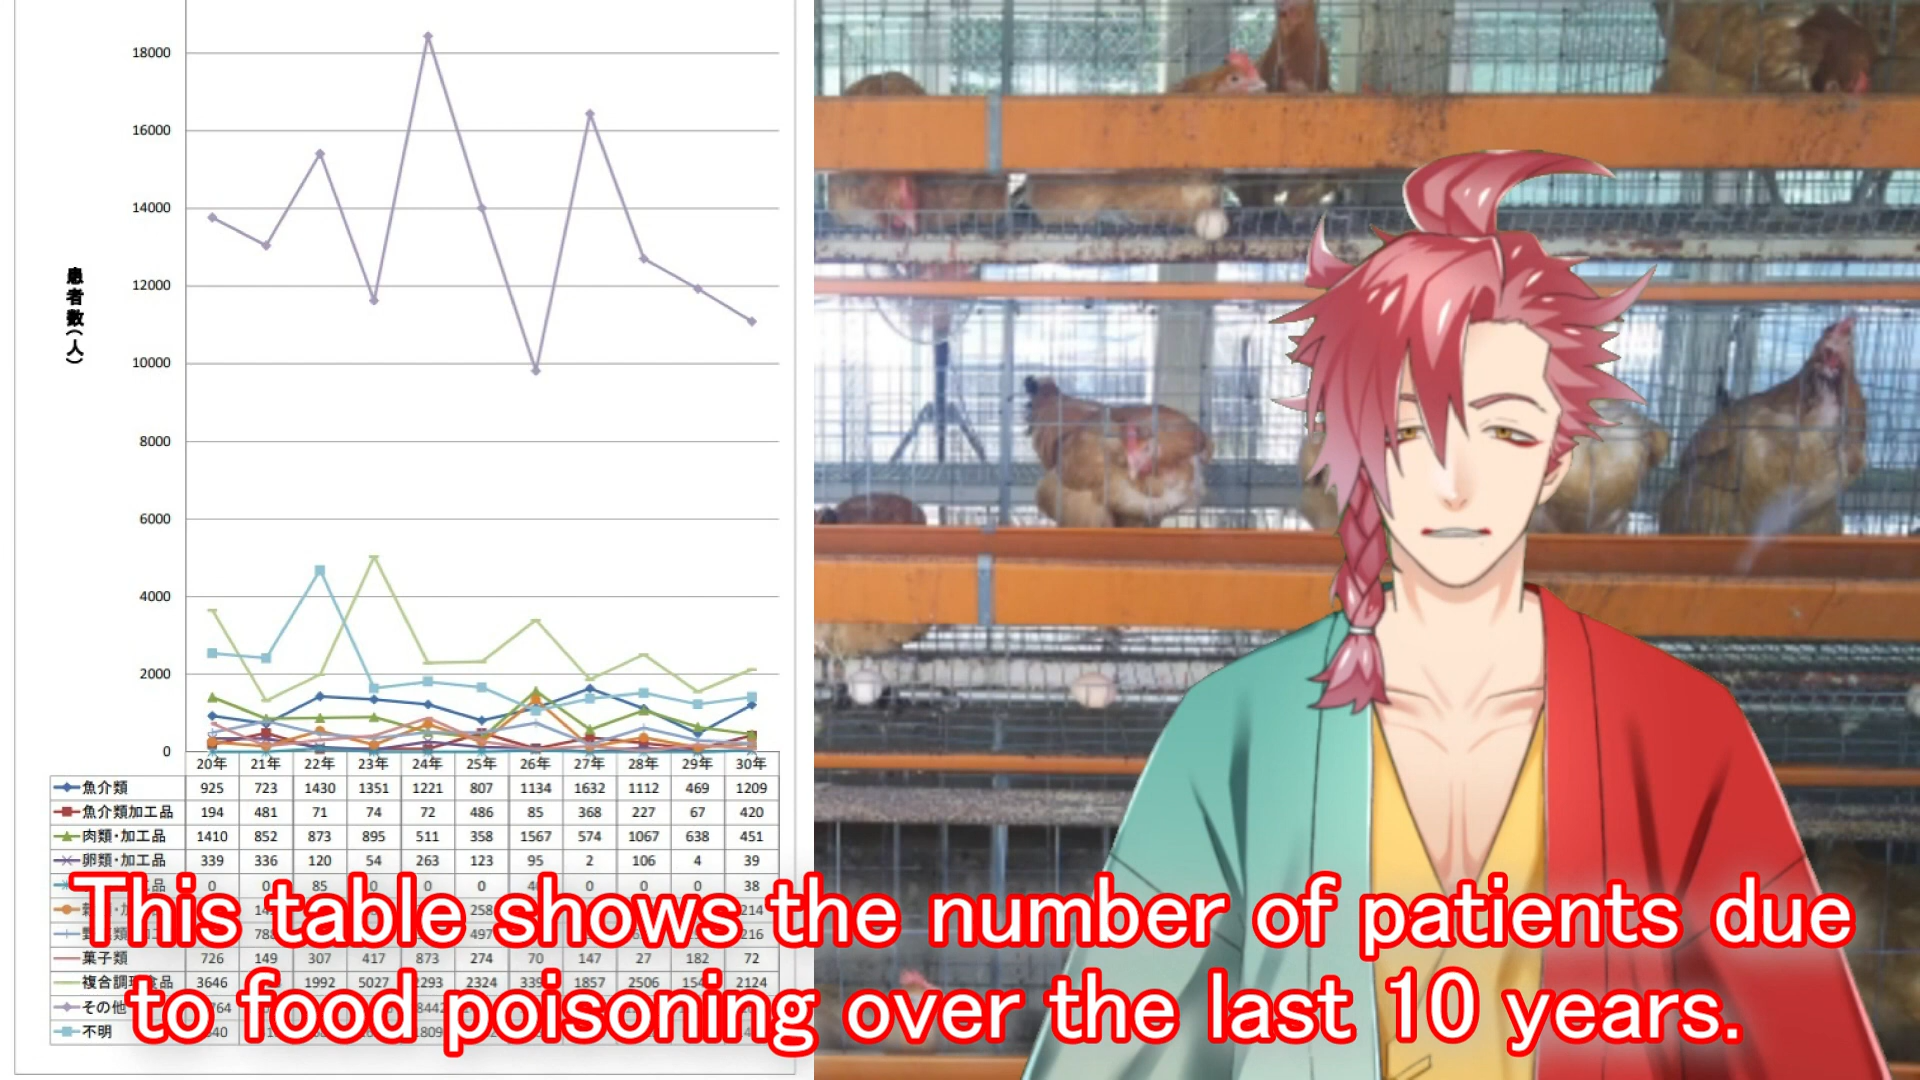 18000
16000
14000
12000
10000
8000
6000
4000
2000
0
患者数(人)
20年 21年 22年 23年 24年 25年 26年 27年 28年 29年 30年
魚介類 925 723 1430 1351 1221 807 1134 1632 1112 469 1209
魚介類加工品 194 481 71 74 72 486 85 368 227 67 420
肉類・加工品 1410 852 873 895 511 358 1567 574 1067 638 451
卵類・加工品 339 336 120 54 263 123 95 2 106 4 39
0 0 85 0 0 0 0 0 0 38
258 214
497 216
菓子類 726 149 307 417 873 274 70 147 27 182 72
複合調理食品 3646 1992 5027 2293 2324 1857 2506 2124
その他
不明
This table shows the number of patients due
to food poisoning over the last 10 years.